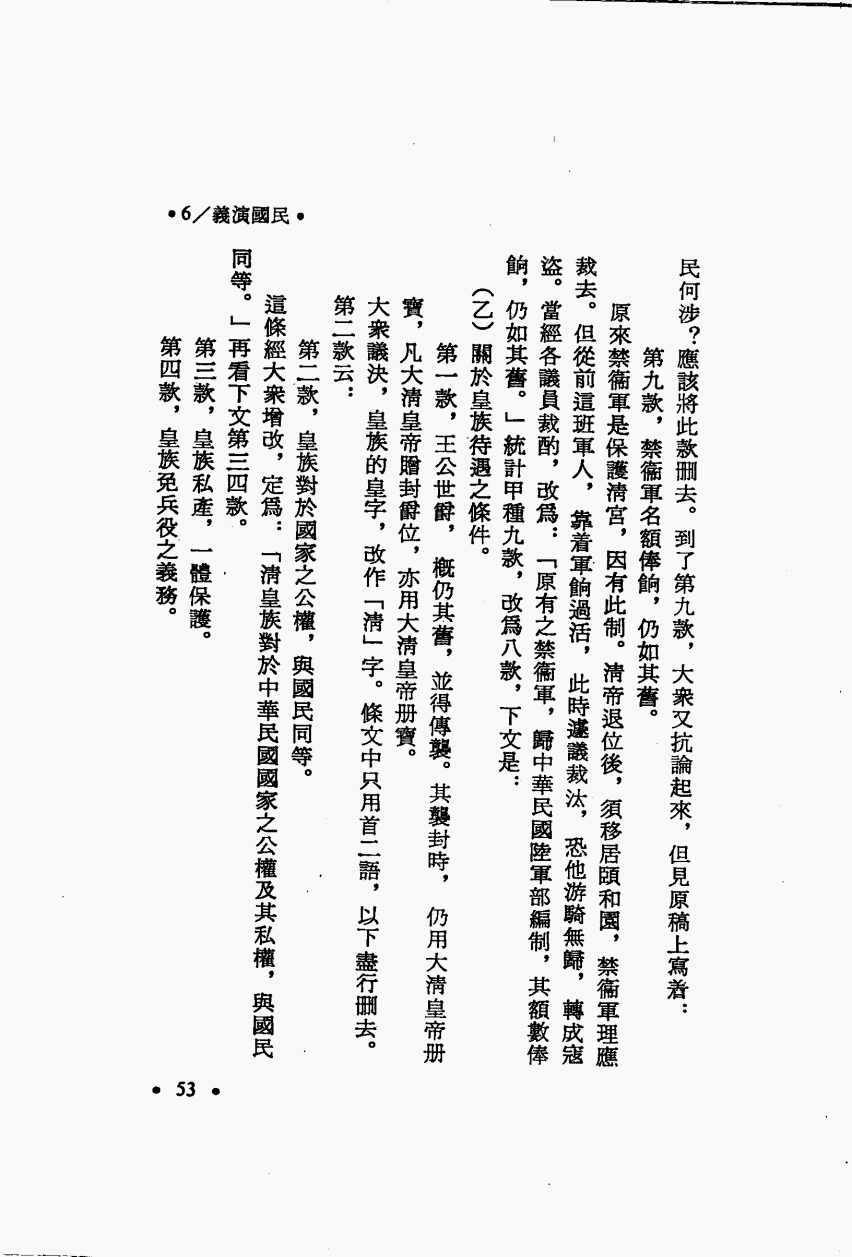 •6／義演國民•
民何涉？應該將此款刪去。到了第九款，大衆又抗論起來，但見原稿上寫着：
第九款，禁衞軍名額俸餉，仍如其舊。
原來禁衞軍是保護淸宮，因有此制。淸帝退位後，須移居頤和園，禁衞軍理應
裁去。但從前這班軍人，靠着軍餉過活，此時遽議裁汰，恐他游騎無歸，轉成寇
盜。當經各議員裁酌，改爲：「原有之禁衞軍，歸中華民國陸軍部編制，其額數俸
餉，仍如其舊。」統計甲種九款，改爲八款，下文是：
（乙）關於皇族待遇之條件。
第一款，王公世爵，概仍其舊，並得傳襲。其襲封時，仍用大淸皇帝册
寶，凡大淸皇帝贈封爵位，亦用大淸皇帝册寶。
大衆議決，皇族的皇字，改作「淸」字。條文中只用首二語，以下盡行刪去。
第二款云：
第二款，皇族對於國家之公權，與國民同等。
這條經大衆增改，定爲：「淸皇族對於中華民國國家之公權及其私權，與國民
同等。」再看下文第三四款。
第三款，皇族私產，一體保護。
第四款，皇族免兵役之義務。
• 53 •